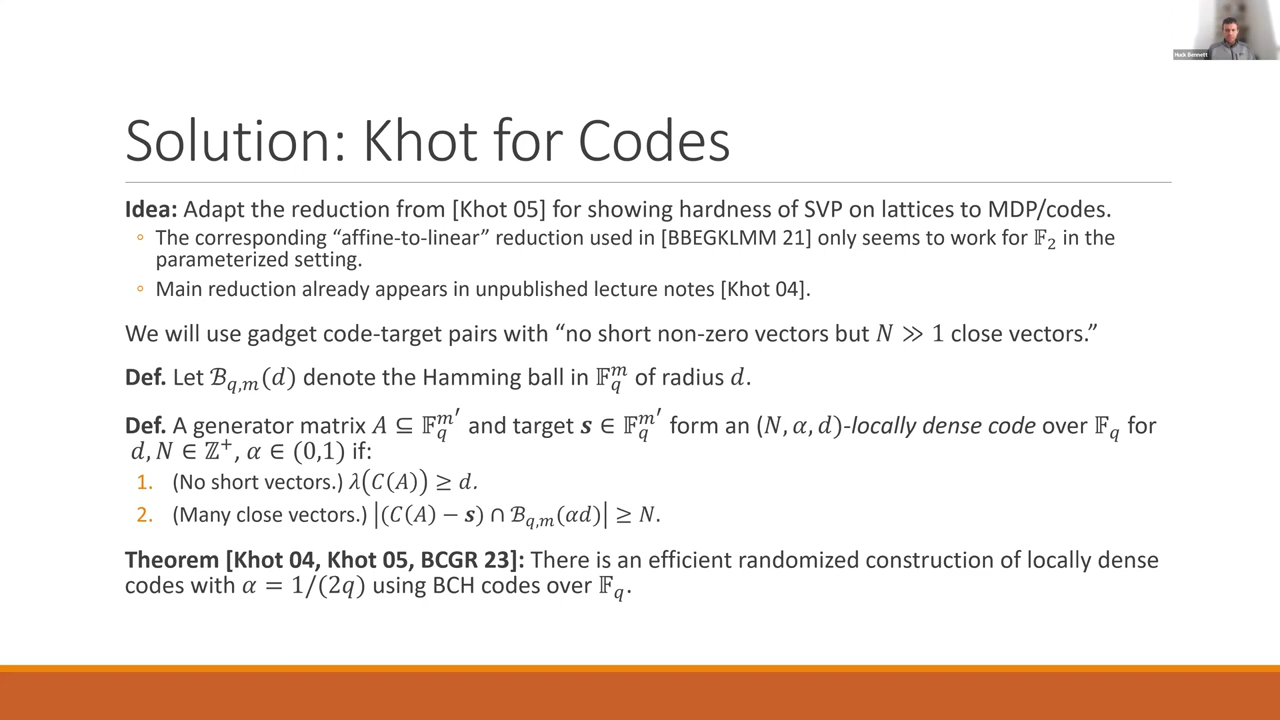 Huck Bennett
Solution: Khot for Codes
Idea: Adapt the reduction from [Khot 05] for showing hardness of SVP on lattices to MDP/codes.
◦ The corresponding “affine-to-linear” reduction used in [BBEGKLMM 21] only seems to work for 𝔽₂ in the
parameterized setting.
◦ Main reduction already appears in unpublished lecture notes [Khot 04].
We will use gadget code-target pairs with “no short non-zero vectors but N ≫ 1 close vectors.”
Def. Let ℬ_{q,m}(d) denote the Hamming ball in 𝔽_q^m of radius d.
Def. A generator matrix A ⊆ 𝔽_q^{m′} and target s ∈ 𝔽_q^{m′} form an (N, α, d)-locally dense code over 𝔽_q for
d, N ∈ ℤ⁺, α ∈ (0,1) if:
1. (No short vectors.) λ(C(A)) ≥ d.
2. (Many close vectors.) |(C(A) − s) ∩ ℬ_{q,m}(αd)| ≥ N.
Theorem [Khot 04, Khot 05, BCGR 23]: There is an efficient randomized construction of locally dense
codes with α = 1/(2q) using BCH codes over 𝔽_q.